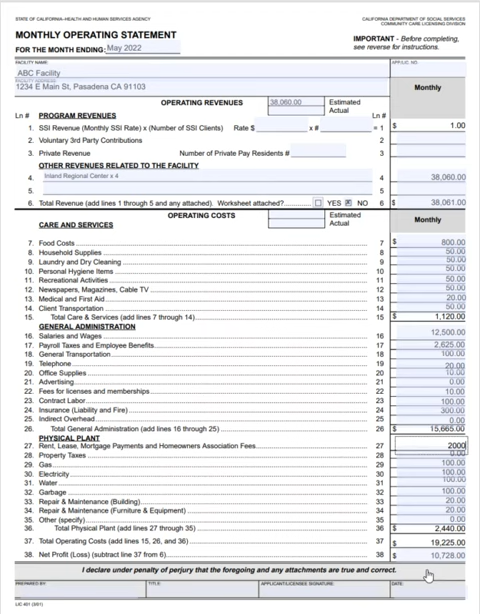 STATE OF CALIFORNIA–HEALTH AND HUMAN SERVICES AGENCY
CALIFORNIA DEPARTMENT OF SOCIAL SERVICES
COMMUNITY CARE LICENSING DIVISION
MONTHLY OPERATING STATEMENT
FOR THE MONTH ENDING: May 2022
IMPORTANT - Before completing,
see reverse for instructions.
FACILITY NAME
APP/LIC. NO.
ABC Facility
FACILITY ADDRESS
1234 E Main St, Pasadena CA 91103
Monthly
OPERATING REVENUES 38,060.00 Estimated
Actual
Ln # PROGRAM REVENUES Ln #
1. SSI Revenue (Monthly SSI Rate) x (Number of SSI Clients) Rate $ x # = 1 $ 1.00
2. Voluntary 3rd Party Contributions 2
3. Private Revenue Number of Private Pay Residents # 3
OTHER REVENUES RELATED TO THE FACILITY
4. Inland Regional Center x 4 4 38,060.00
5. 5
6. Total Revenue (add lines 1 through 5 and any attached). Worksheet attached? YES X NO 6 $ 38,061.00
OPERATING COSTS Estimated
Actual
Monthly
CARE AND SERVICES
7. Food Costs 7 $ 800.00
8. Household Supplies 8 50.00
9. Laundry and Dry Cleaning 9 50.00
10. Personal Hygiene Items 10 50.00
11. Recreational Activities 11 50.00
12. Newspapers, Magazines, Cable TV 12 50.00
13. Medical and First Aid 13 20.00
14. Client Transportation 14 50.00
15. Total Care & Services (add lines 7 through 14) 15 $ 1,120.00
GENERAL ADMINISTRATION
16. Salaries and Wages 16 12,500.00
17. Payroll Taxes and Employee Benefits 17 2,625.00
18. General Transportation 18 100.00
19. Telephone 19 20.00
20. Office Supplies 20 10.00
21. Advertising 21 0.00
22. Fees for licenses and memberships 22 10.00
23. Contract Labor 23 100.00
24. Insurance (Liability and Fire) 24 300.00
25. Indirect Overhead 25 0.00
26. Total General Administration (add lines 16 through 25) 26 $ 15,665.00
PHYSICAL PLANT
27. Rent, Lease, Mortgage Payments and Homeowners Association Fees 27 2000
28. Property Taxes 28 0.00
29. Gas 29 100.00
30. Electricity 30 100.00
31. Water 31 100.00
32. Garbage 32 100.00
33. Repair & Maintenance (Building) 33 20.00
34. Repair & Maintenance (Furniture & Equipment) 34 20.00
35. Other (specify) 35 0.00
36. Total Physical Plant (add lines 27 through 35) 36 $ 2,440.00
37. Total Operating Costs (add lines 15, 26, and 36) 37 $ 19,225.00
38. Net Profit (Loss) (subtract line 37 from 6) 38 $ 10,728.00
I declare under penalty of perjury that the foregoing and any attachments are true and correct.
PREPARED BY: TITLE: APPLICANT/LICENSEE SIGNATURE: DATE:
LIC 401 (3/01)